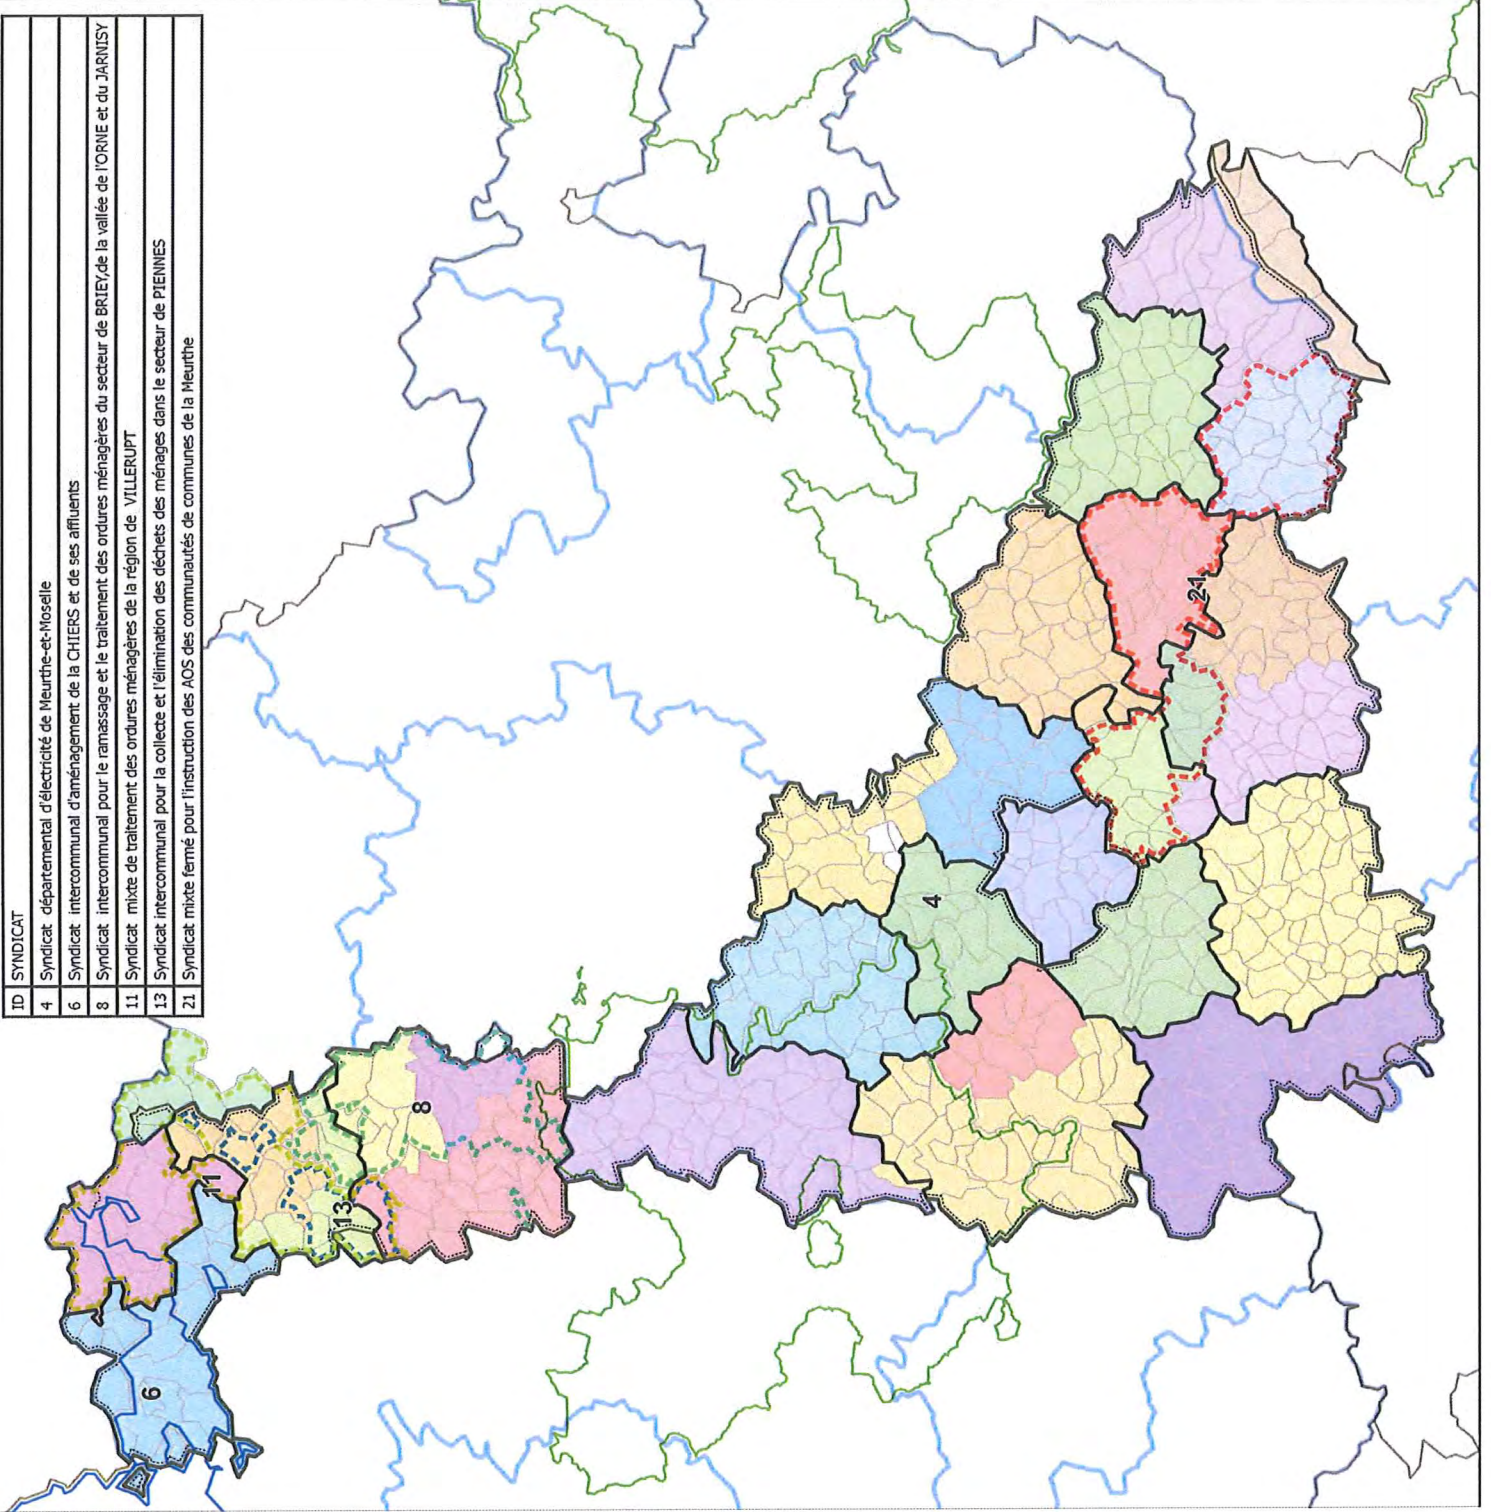 ID SYNDICAT
4 Syndicat départemental d'électricité de Meurthe-et-Moselle
6 Syndicat intercommunal d'aménagement de la CHIERS et de ses affluents
8 Syndicat intercommunal pour le ramassage et le traitement des ordures ménagères du secteur de BRIEY,de la vallée de l'ORNE et du JARNISY
11 Syndicat mixte de traitement des ordures ménagères de la région de VILLERUPT
13 Syndicat intercommunal pour la collecte et l'élimination des déchets des ménages dans le secteur de PIENNES
21 Syndicat mixte fermé pour l'instruction des AOS des communautés de communes de la Meurthe
6
11
13
8
4
21